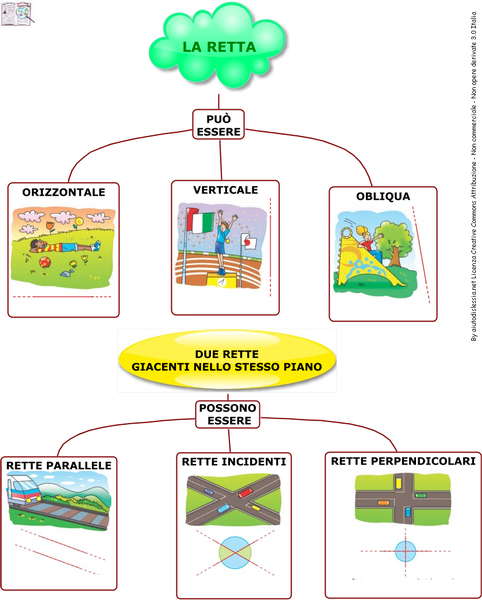 LA RETTA
PUÒ
ESSERE
ORIZZONTALE
VERTICALE
OBLIQUA
DUE RETTE
GIACENTI NELLO STESSO PIANO
POSSONO
ESSERE
RETTE PARALLELE
RETTE INCIDENTI
RETTE PERPENDICOLARI
By aiutodislessia.net Licenza Creative Commons Attribuzione - Non commerciale - Non opere derivate 3.0 Italia